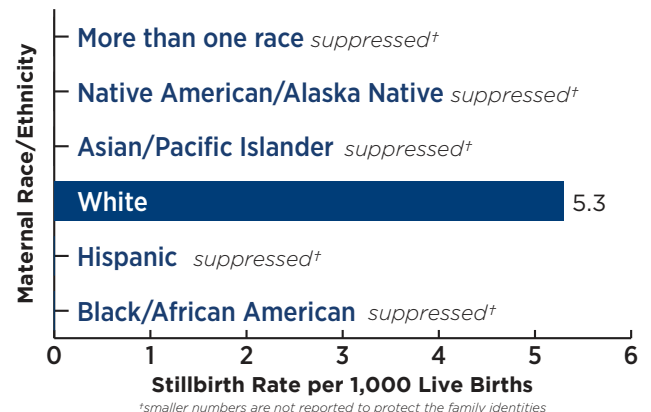 Maternal Race/Ethnicity
More than one race suppressed†
Native American/Alaska Native suppressed†
Asian/Pacific Islander suppressed†
White 5.3
Hispanic suppressed†
Black/African American suppressed†
0 1 2 3 4 5 6
Stillbirth Rate per 1,000 Live Births
†smaller numbers are not reported to protect the family identities